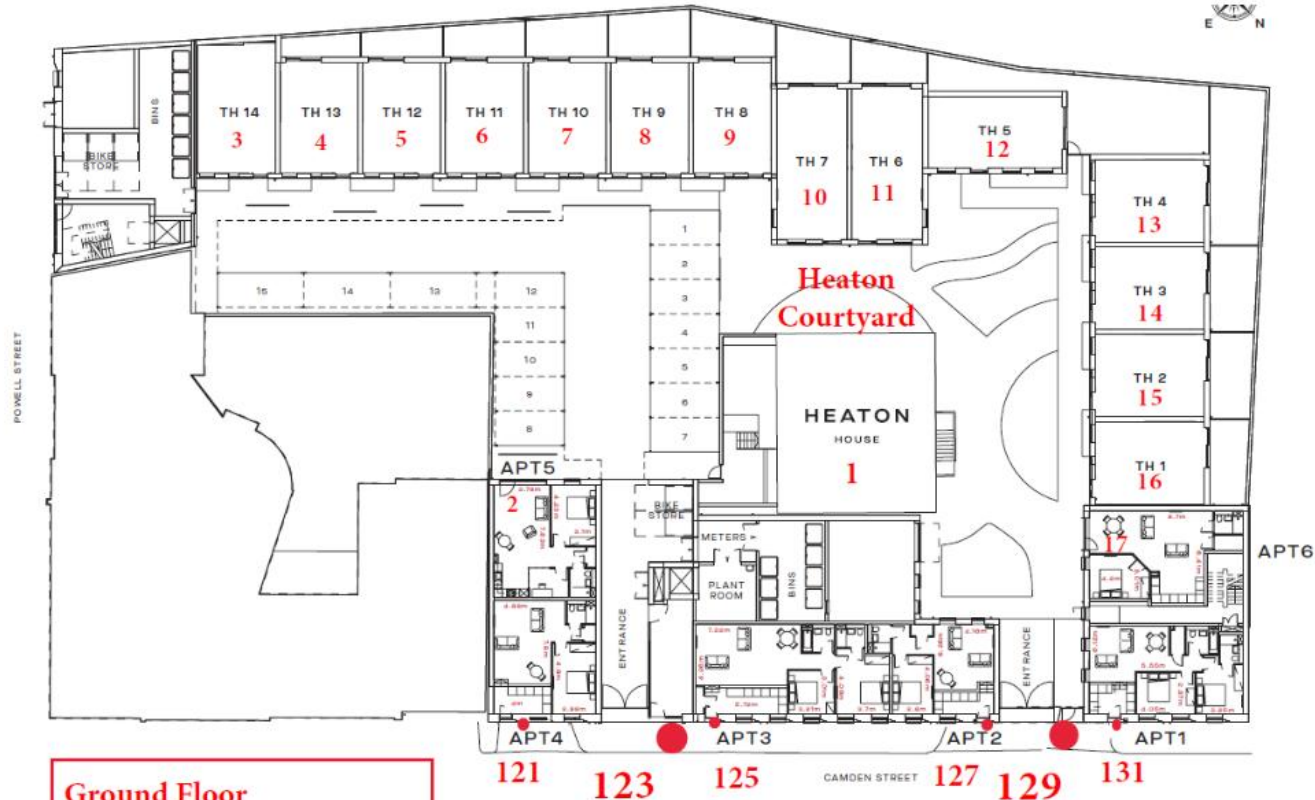 E N
BINS
BIKE
STORE
TH 14
3
TH 13
4
TH 12
5
TH 11
6
TH 10
7
TH 9
8
TH 8
9
TH 7
10
TH 6
11
TH 5
12
TH 4
13
TH 3
14
TH 2
15
TH 1
16
1
2
3
4
5
6
7
15
14
13
12
11
10
9
8
Heaton
Courtyard
HEATON
HOUSE
1
POWELL STREET
APT5
2
BIKE
STORE
METERS
PLANT
ROOM
BINS
ENTRANCE
ENTRANCE
17
APT6
APT4
APT3
APT2
APT1
121
123
125
CAMDEN STREET
127
129
131
Ground Floor